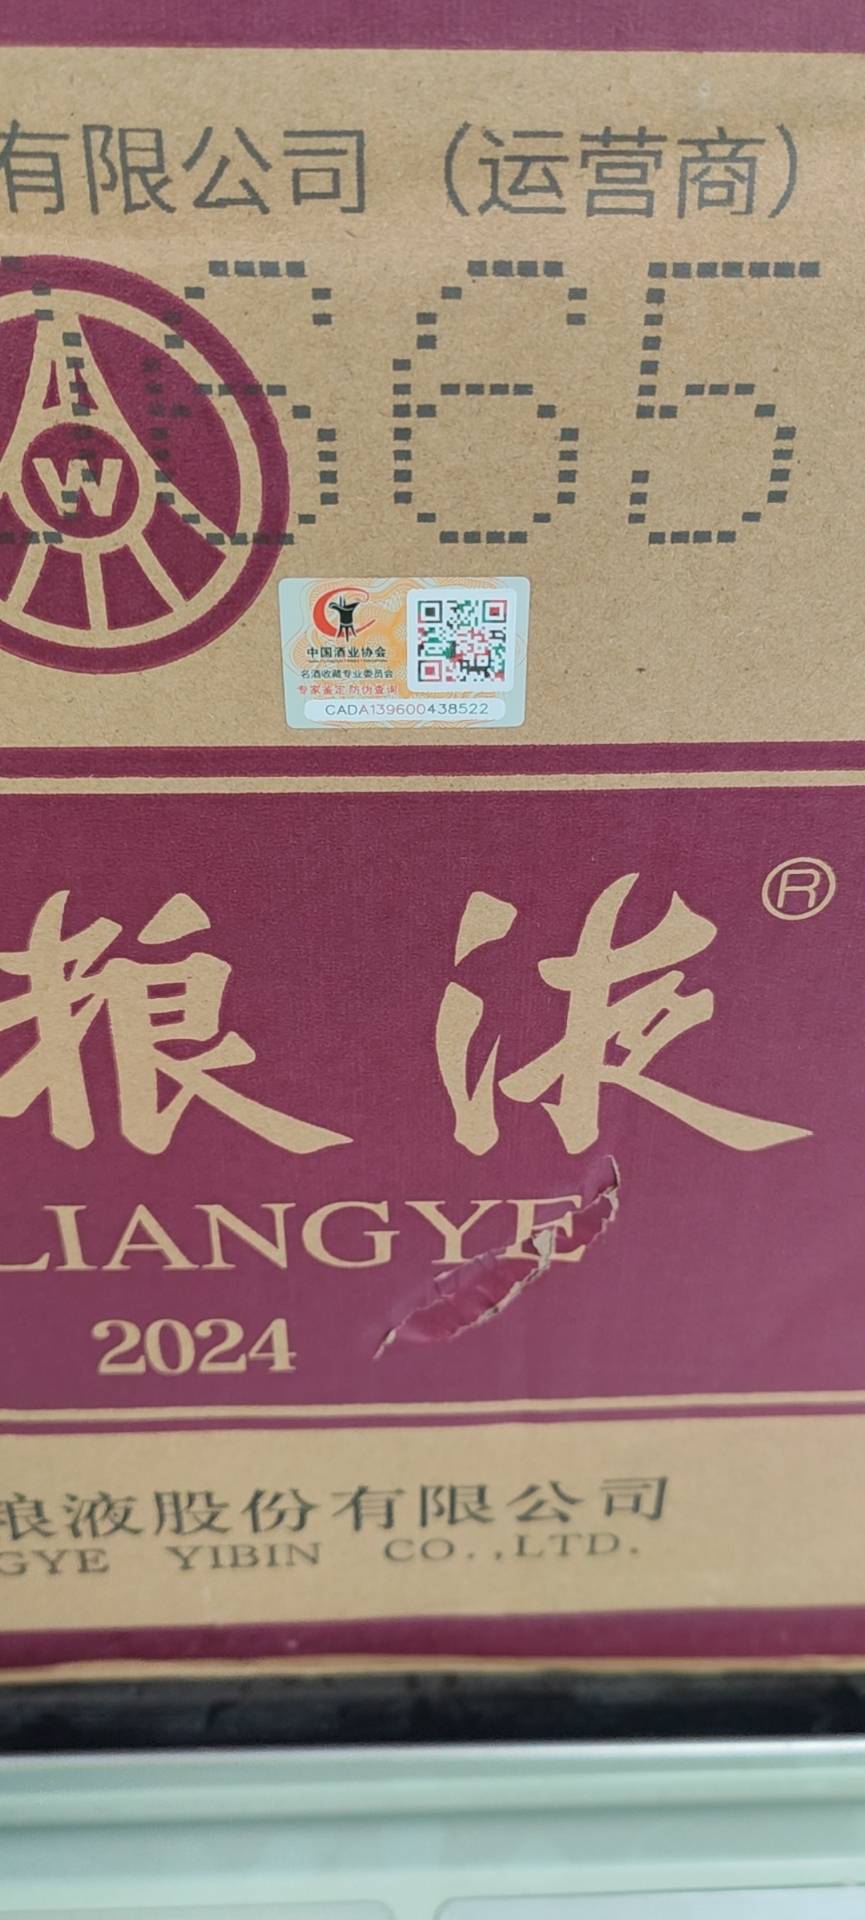 有限公司（运营商）
365
W
中国酒业协会
名酒收藏专业委员会
专家鉴定 防伪查询
CADA139600438522
粮液®
LIANGYE
2024
粮液股份有限公司
GYE YIBIN CO.,LTD.